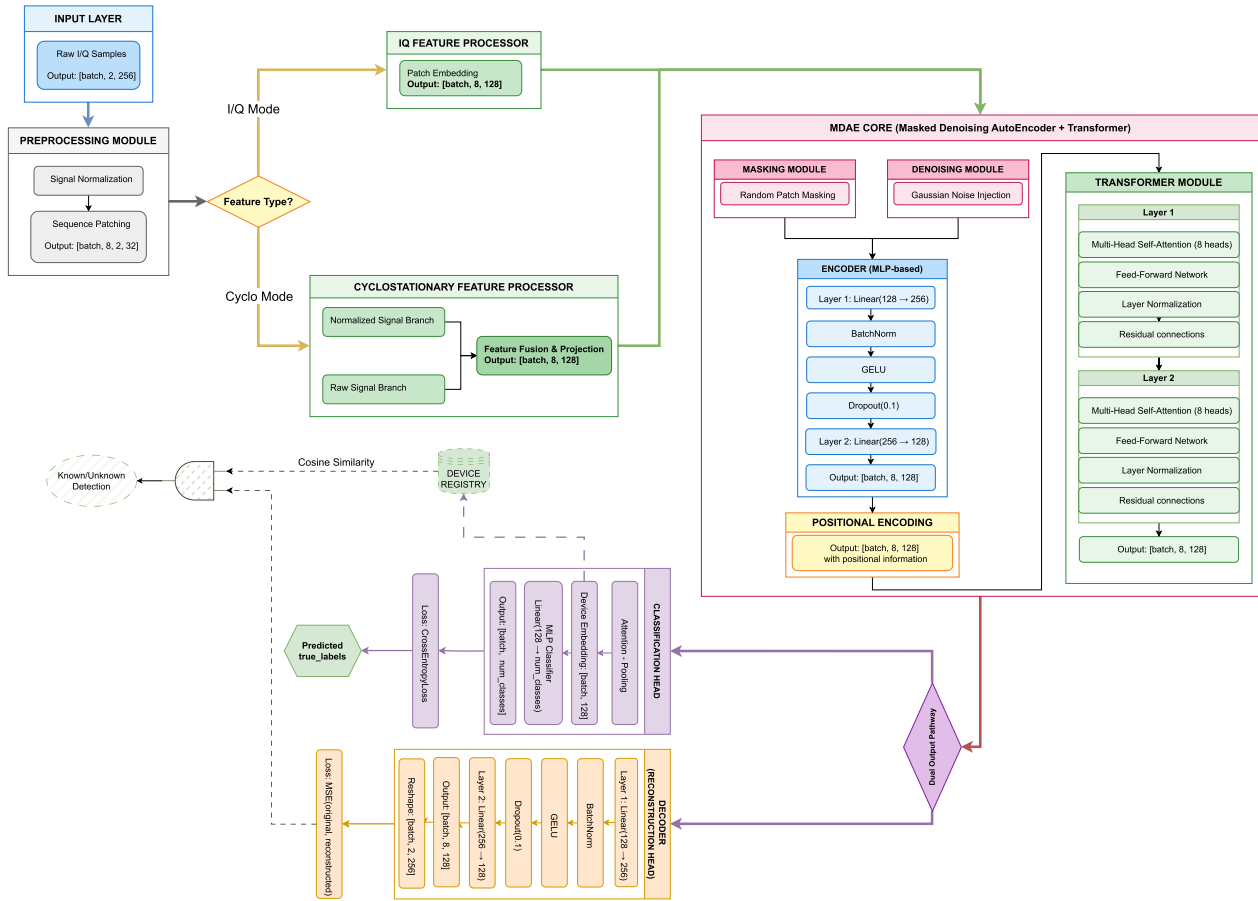 INPUT LAYER
Raw I/Q Samples
Output: [batch, 2, 256]
PREPROCESSING MODULE
Signal Normalization
Sequence Patching
Output: [batch, 8, 2, 32]
Feature Type?
I/Q Mode
Cyclo Mode
IQ FEATURE PROCESSOR
Patch Embedding
Output: [batch, 8, 128]
CYCLOSTATIONARY FEATURE PROCESSOR
Normalized Signal Branch
Raw Signal Branch
Feature Fusion & Projection
Output: [batch, 8, 128]
MDAE CORE (Masked Denoising AutoEncoder + Transformer)
MASKING MODULE
Random Patch Masking
DENOISING MODULE
Gaussian Noise Injection
ENCODER (MLP-based)
Layer 1: Linear(128 → 256)
BatchNorm
GELU
Dropout(0.1)
Layer 2: Linear(256 → 128)
Output: [batch, 8, 128]
POSITIONAL ENCODING
Output: [batch, 8, 128]
with positional information
TRANSFORMER MODULE
Layer 1
Multi-Head Self-Attention (8 heads)
Feed-Forward Network
Layer Normalization
Residual connections
Layer 2
Multi-Head Self-Attention (8 heads)
Feed-Forward Network
Layer Normalization
Residual connections
Output: [batch, 8, 128]
Dual Output Pathway
CLASSIFICATION HEAD
Attention - Pooling
Device Embedding: [batch, 128]
MLP Classifier
Linear(128 → num_classes)
Output: [batch, num_classes]
Loss: CrossEntropyLoss
Predicted
true_labels
DEVICE
REGISTRY
Cosine Similarity
Known/Unknown
Detection
DECODER
(RECONSTRUCTION HEAD)
Layer 1: Linear(128 → 256)
BatchNorm
GELU
Dropout(0.1)
Layer 2: Linear(256 → 128)
Output: [batch, 8, 128]
Reshape: [batch, 2, 256]
Loss: MSE(original, reconstructed)